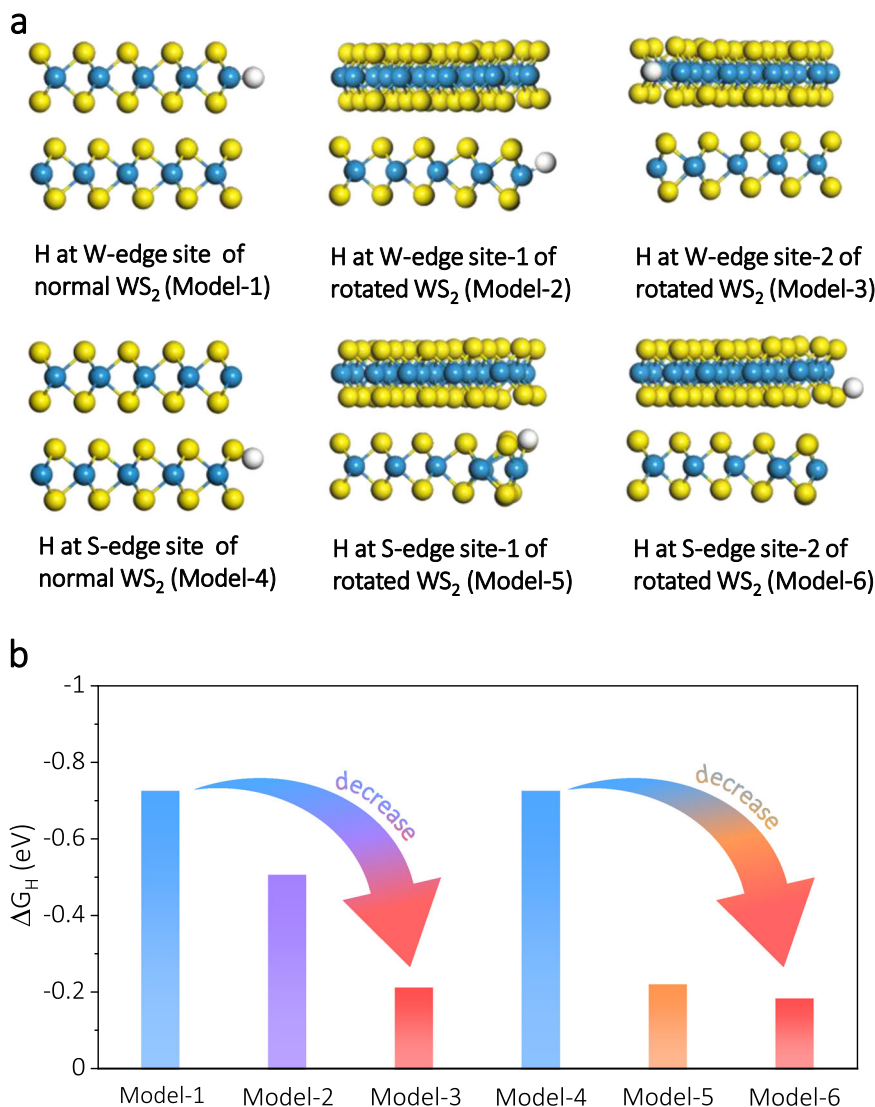 a
H at W-edge site of
normal WS₂ (Model-1)
H at W-edge site-1 of
rotated WS₂ (Model-2)
H at W-edge site-2 of
rotated WS₂ (Model-3)
H at S-edge site of
normal WS₂ (Model-4)
H at S-edge site-1 of
rotated WS₂ (Model-5)
H at S-edge site-2 of
rotated WS₂ (Model-6)
b
ΔG_H (eV)
-1
-0.8
-0.6
-0.4
-0.2
0
decrease
decrease
Model-1
Model-2
Model-3
Model-4
Model-5
Model-6